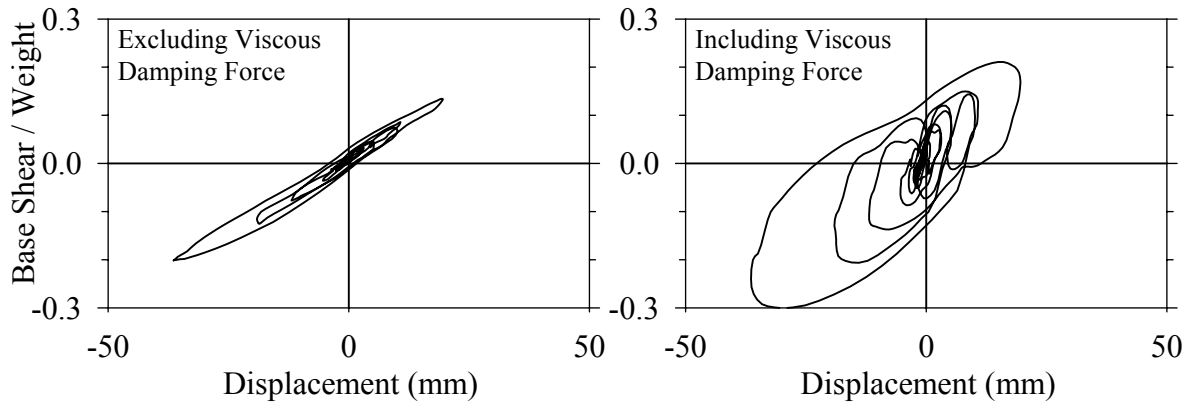 Base Shear / Weight
0.3
0.0
-0.3
Excluding Viscous
Damping Force
-50
0
50
Displacement (mm)
0.3
0.0
-0.3
Including Viscous
Damping Force
-50
0
50
Displacement (mm)